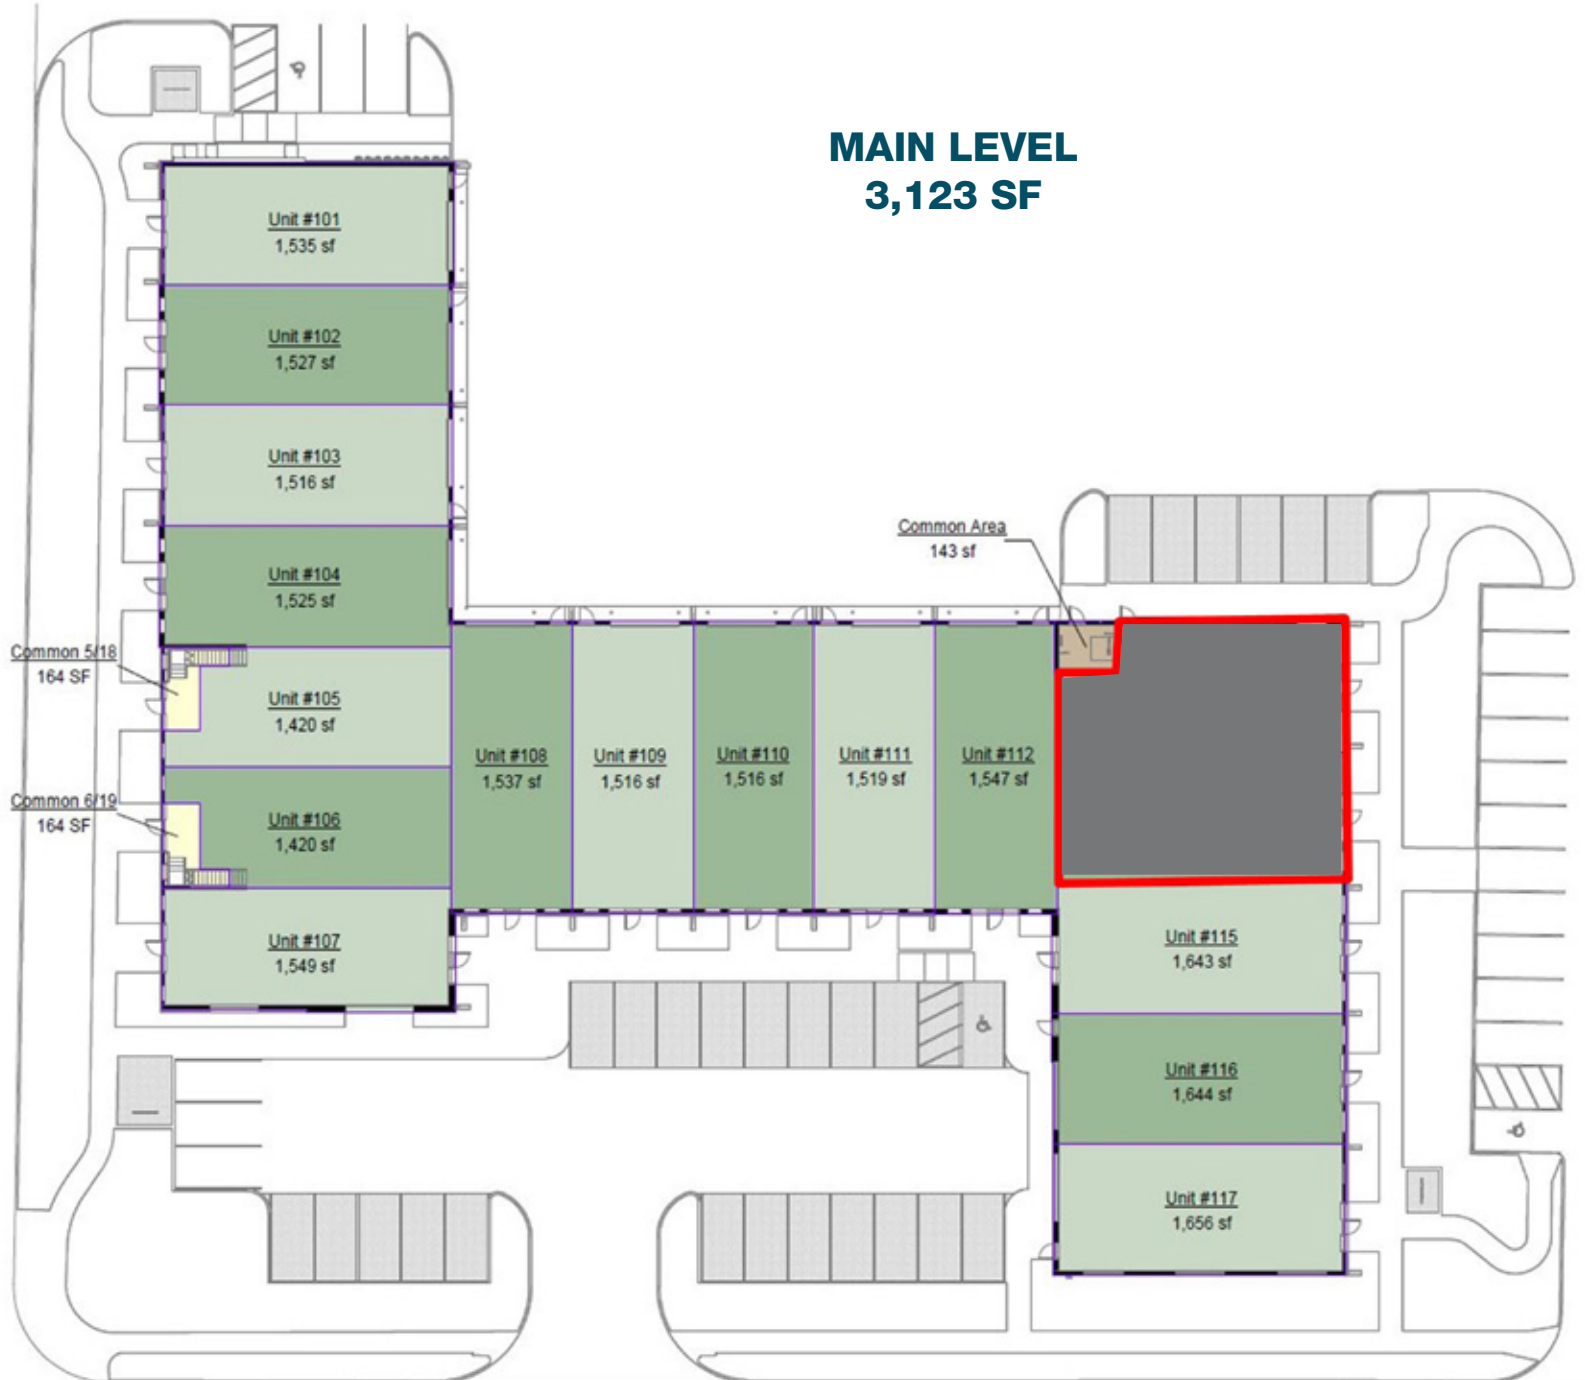 MAIN LEVEL
3,123 SF
Unit #101
1,535 sf
Unit #102
1,527 sf
Unit #103
1,516 sf
Unit #104
1,525 sf
Common 5/18
164 SF
Unit #105
1,420 sf
Common 6/19
164 SF
Unit #106
1,420 sf
Unit #107
1,549 sf
Unit #108
1,537 sf
Unit #109
1,516 sf
Unit #110
1,516 sf
Unit #111
1,519 sf
Unit #112
1,547 sf
Common Area
143 sf
Unit #115
1,643 sf
Unit #116
1,644 sf
Unit #117
1,656 sf